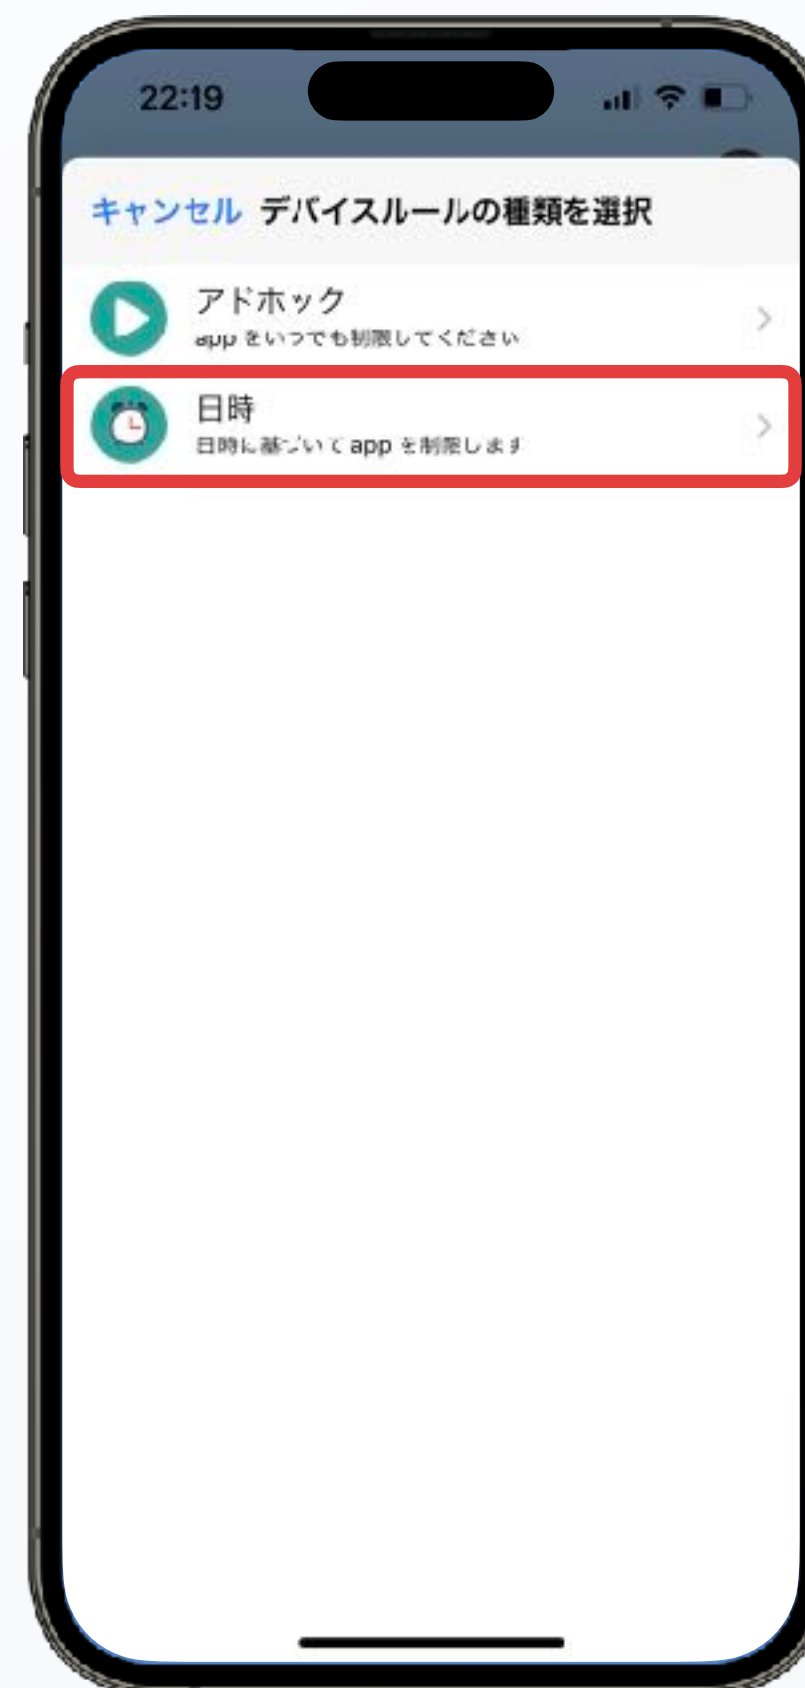 22:19
キャンセル デバイスルールの種類を選択
アドホック
app をいつでも制限してください
日時
日時に基づいて app を制限します